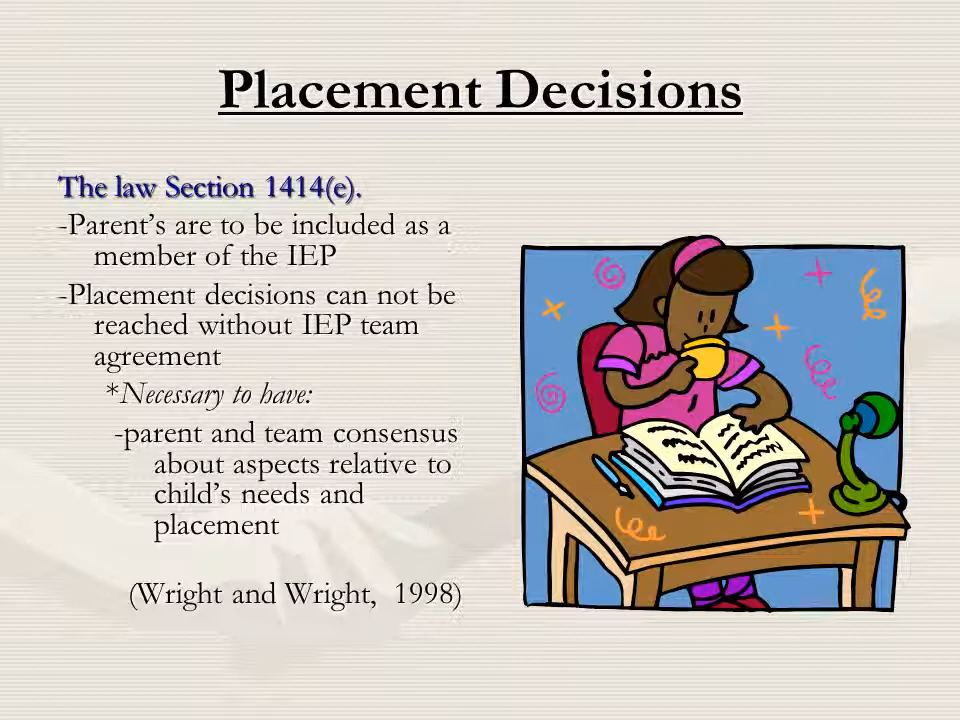 Placement Decisions
The law Section 1414(e).
-Parent’s are to be included as a
member of the IEP
-Placement decisions can not be
reached without IEP team
agreement
*Necessary to have:
-parent and team consensus
about aspects relative to
child’s needs and
placement
(Wright and Wright, 1998)